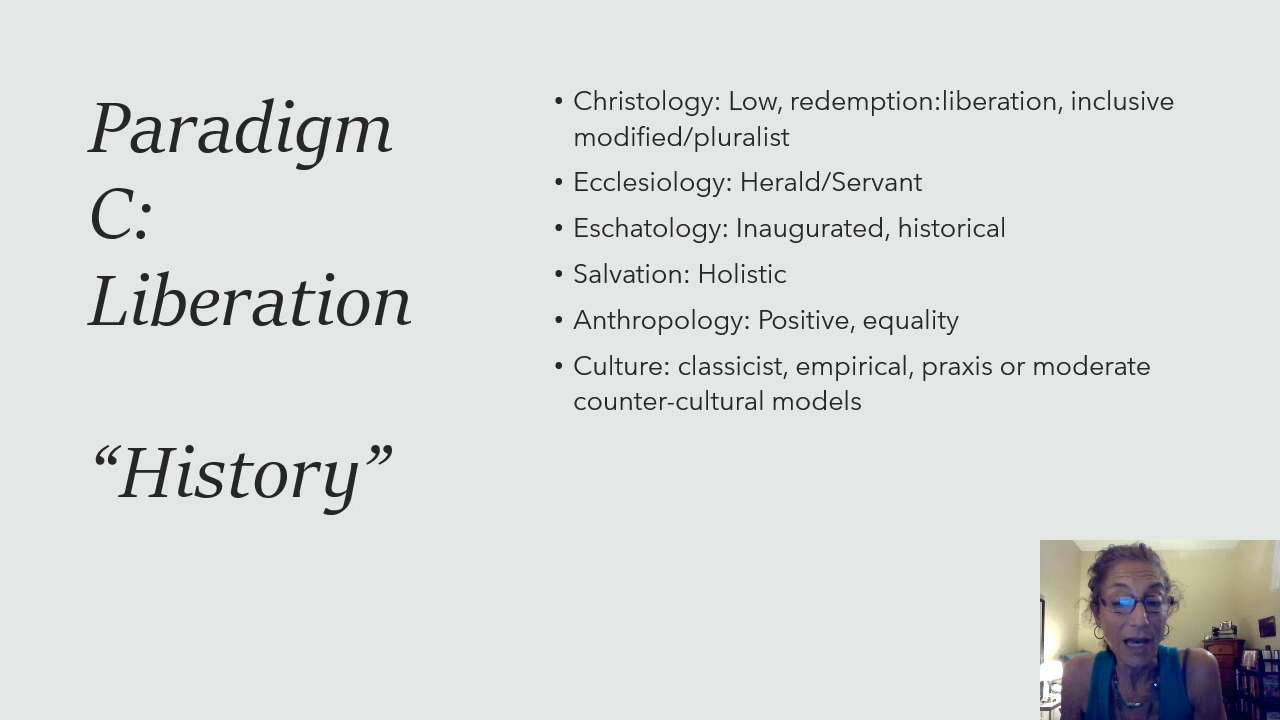 Paradigm
C:
Liberation
“History”
• Christology: Low, redemption:liberation, inclusive
modified/pluralist
• Ecclesiology: Herald/Servant
• Eschatology: Inaugurated, historical
• Salvation: Holistic
• Anthropology: Positive, equality
• Culture: classicist, empirical, praxis or moderate
counter-cultural models